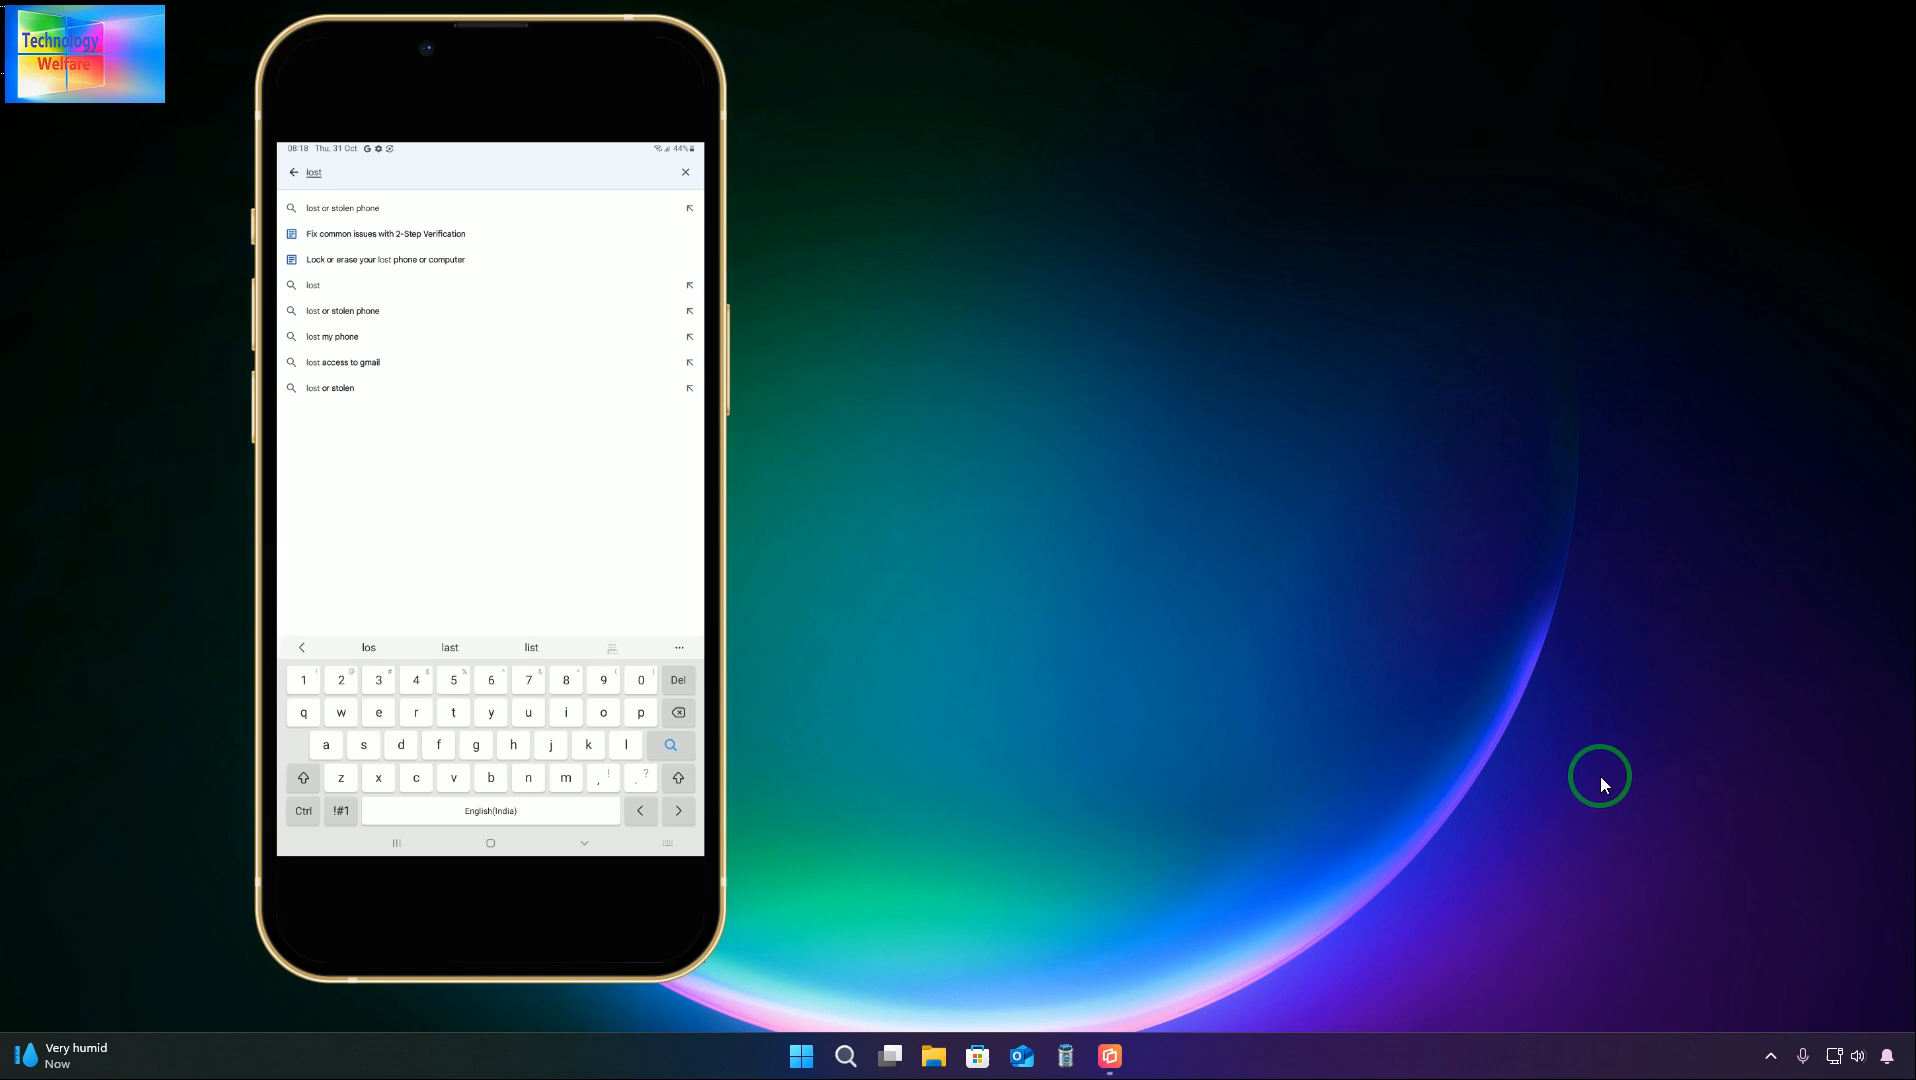 Technology
Welfare
08:18 Thu, 31 Oct
44%
lost
lost or stolen phone
Fix common issues with 2-Step Verification
Lock or erase your lost phone or computer
lost
lost or stolen phone
lost my phone
lost access to gmail
lost or stolen
los last list
1 ! 2 @ 3 # 4 $ 5 % 6 ^ 7 & 8 * 9 ( 0 ) Del
q w e r t y u i o p
a s d f g h j k l
z x c v b n m , ! . ?
Ctrl !#1 English(India) < >
Very humid
Now